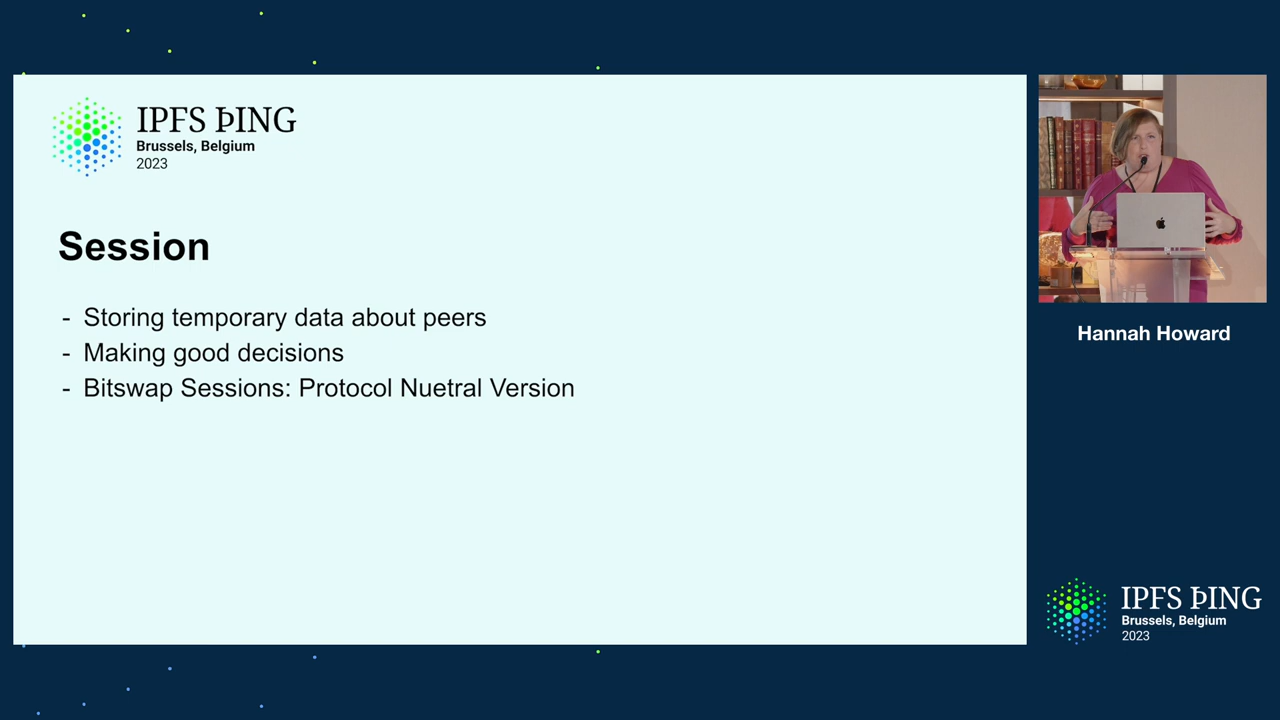 IPFS ÞING
Brussels, Belgium
2023
Session
- Storing temporary data about peers
- Making good decisions
- Bitswap Sessions: Protocol Nuetral Version
Hannah Howard
IPFS ÞING
Brussels, Belgium
2023